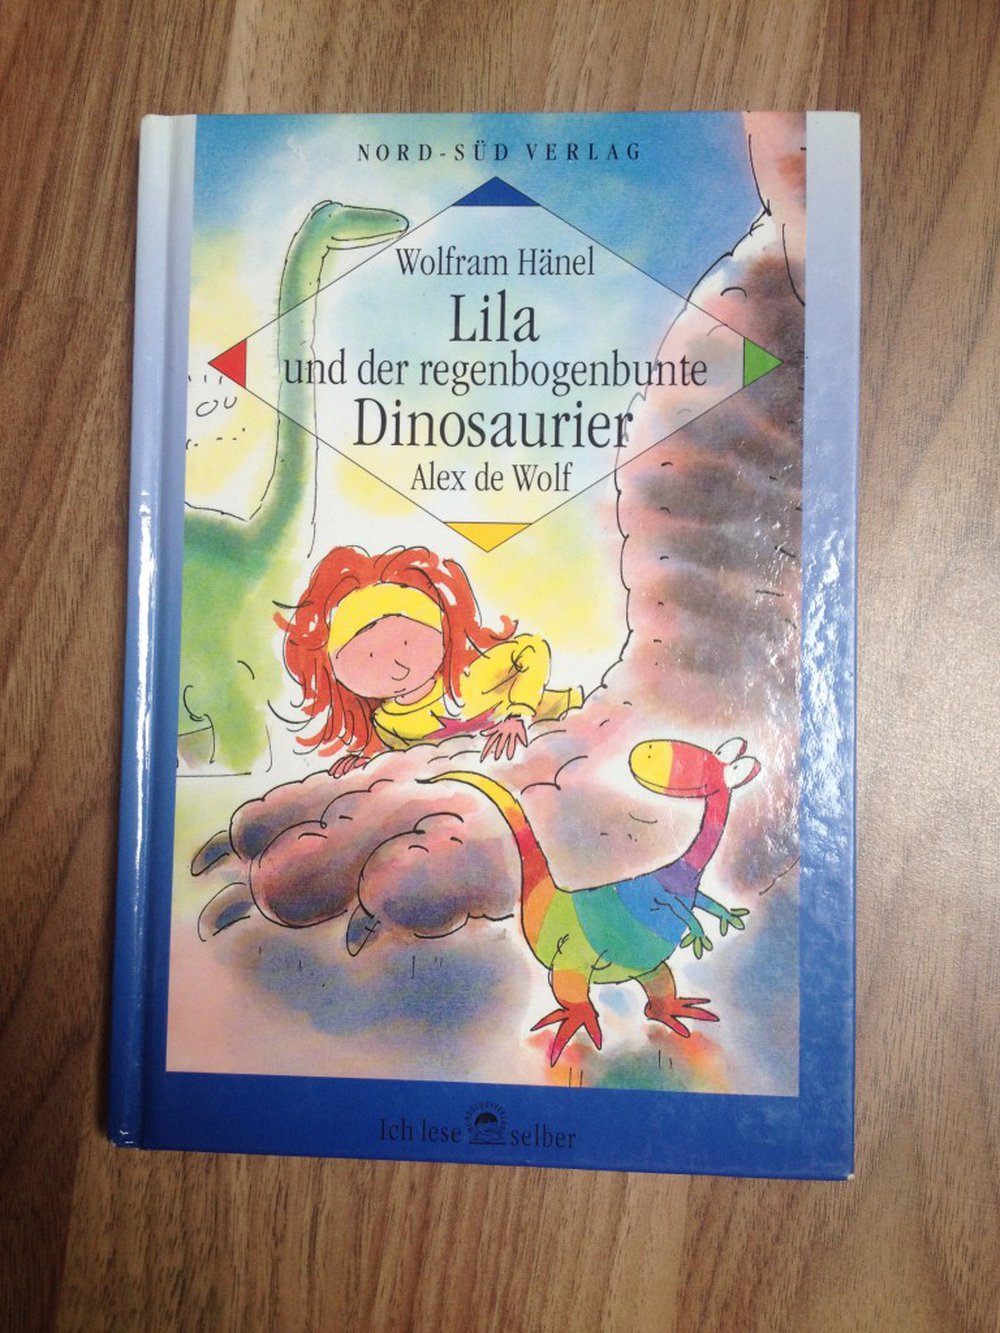 NORD-SÜD VERLAG
Wolfram Hänel
Lila
und der regenbogenbunte
Dinosaurier
Alex de Wolf
Ich lese selber